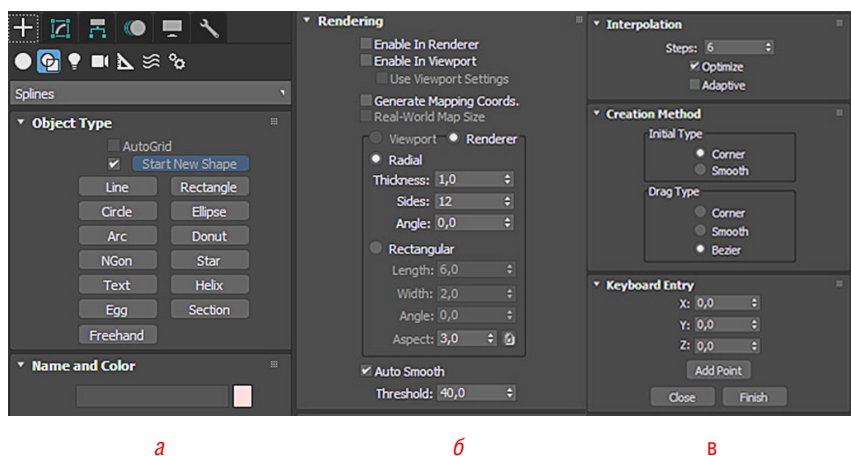 Splines
Object Type
AutoGrid
Start New Shape
Line Rectangle
Circle Ellipse
Arc Donut
NGon Star
Text Helix
Egg Section
Freehand
Name and Color
Rendering
Enable In Renderer
Enable In Viewport
Use Viewport Settings
Generate Mapping Coords.
Real-World Map Size
Viewport Renderer
Radial
Thickness: 1,0
Sides: 12
Angle: 0,0
Rectangular
Length: 6,0
Width: 2,0
Angle: 0,0
Aspect: 3,0
Auto Smooth
Threshold: 40,0
Interpolation
Steps: 6
Optimize
Adaptive
Creation Method
Initial Type
Corner
Smooth
Drag Type
Corner
Smooth
Bezier
Keyboard Entry
X: 0,0
Y: 0,0
Z: 0,0
Add Point
Close Finish
а б в